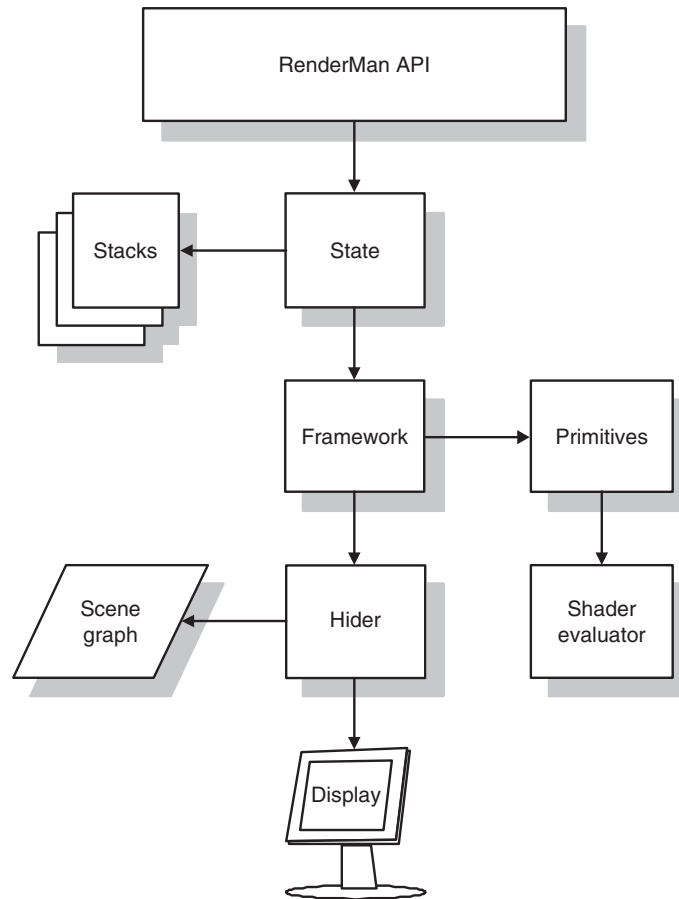 RenderMan API
Stacks
State
Framework
Primitives
Scene
graph
Hider
Shader
evaluator
Display